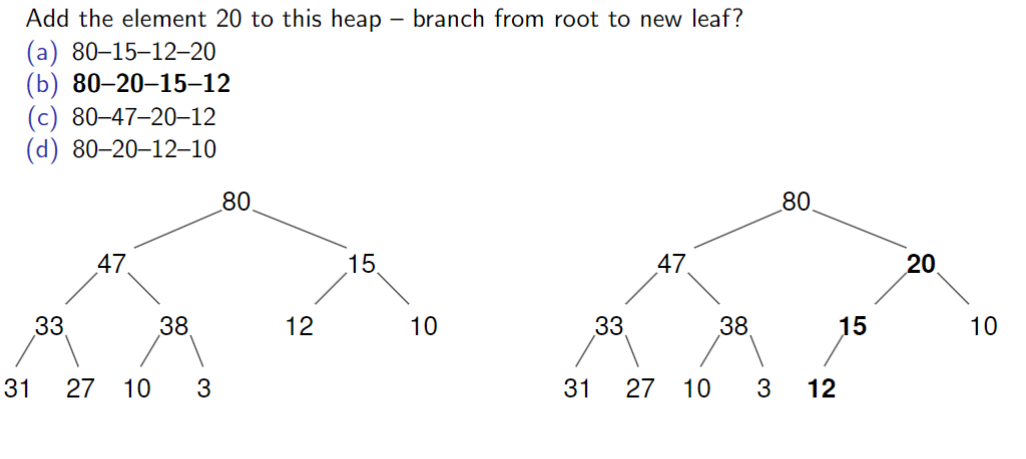 Add the element 20 to this heap – branch from root to new leaf?
(a) 80–15–12–20
(b) 80–20–15–12
(c) 80–47–20–12
(d) 80–20–12–10
80
47 15
33 38 12 10
31 27 10 3
80
47 20
33 38 15 10
31 27 10 3 12